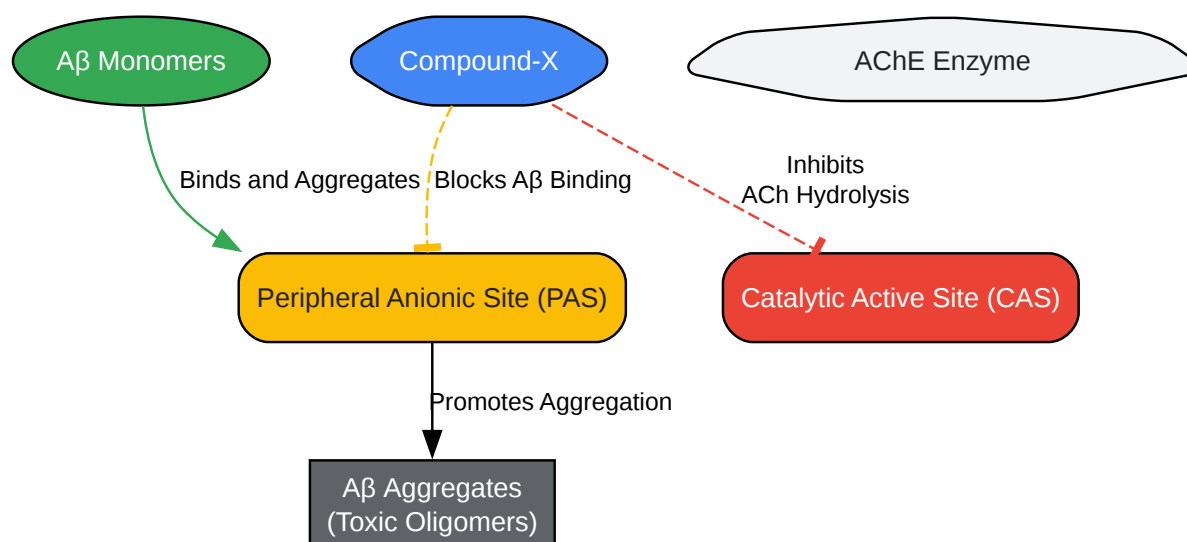 Aβ Monomers
Compound-X
AChE Enzyme
Binds and Aggregates
Blocks Aβ Binding
Inhibits
ACh Hydrolysis
Peripheral Anionic Site (PAS)
Catalytic Active Site (CAS)
Promotes Aggregation
Aβ Aggregates
(Toxic Oligomers)